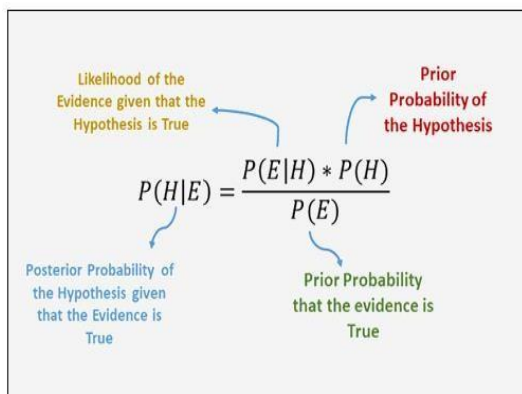 Likelihood of the
Evidence given that the
Hypothesis is True
Prior
Probability of
the Hypothesis
P(H|E) = P(E|H) * P(H)
P(E)
Posterior Probability of
the Hypothesis given
that the Evidence is
True
Prior Probability
that the evidence is
True